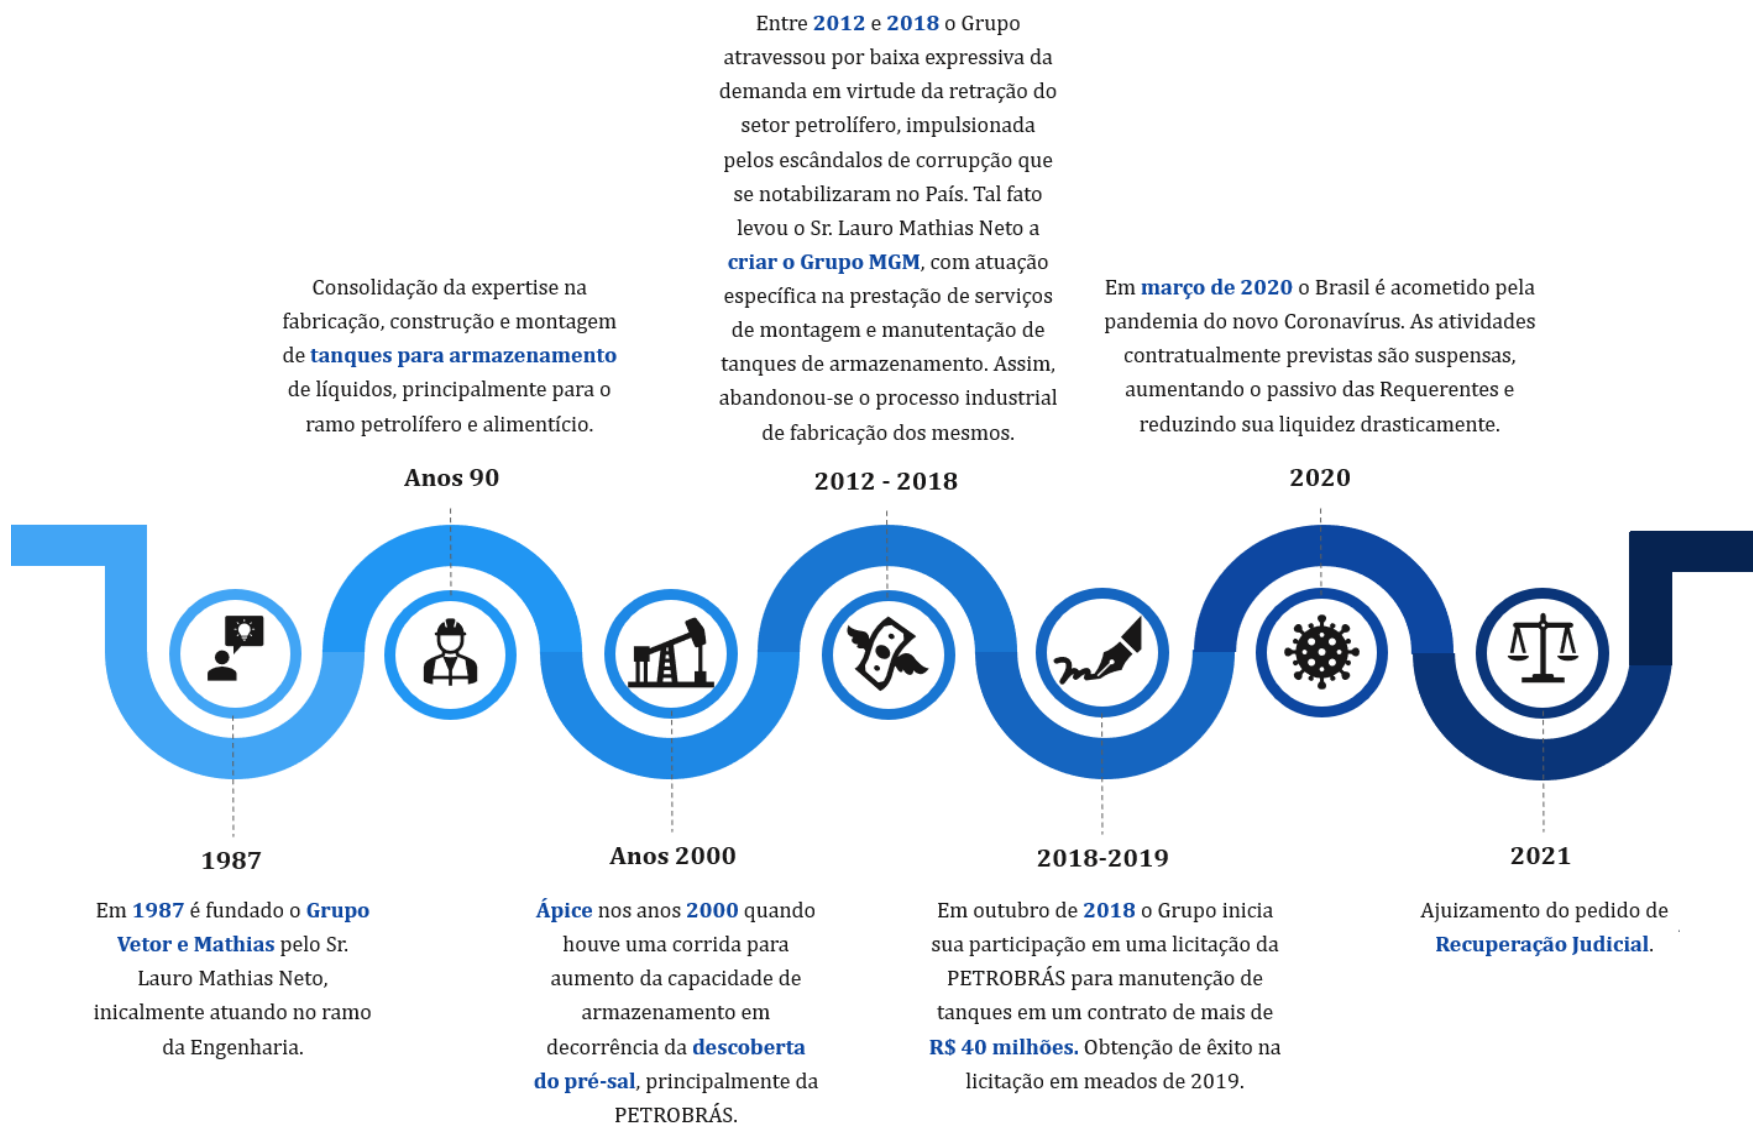 Entre 2012 e 2018 o Grupo
atravessou por baixa expressiva da
demanda em virtude da retração do
setor petrolífero, impulsionada
pelos escândalos de corrupção que
se notabilizaram no País. Tal fato
levou o Sr. Lauro Mathias Neto a
criar o Grupo MGM, com atuação
específica na prestação de serviços
de montagem e manutentação de
tanques de armazenamento. Assim,
abandonou-se o processo industrial
de fabricação dos mesmos.
2012 - 2018
Consolidação da expertise na
fabricação, construção e montagem
de tanques para armazenamento
de líquidos, principalmente para o
ramo petrolífero e alimentício.
Anos 90
Em março de 2020 o Brasil é acometido pela
pandemia do novo Coronavírus. As atividades
contratualmente previstas são suspensas,
aumentando o passivo das Requerentes e
reduzindo sua liquidez drasticamente.
2020
1987
Em 1987 é fundado o Grupo
Vetor e Mathias pelo Sr.
Lauro Mathias Neto,
inicalmente atuando no ramo
da Engenharia.
Anos 2000
Ápice nos anos 2000 quando
houve uma corrida para
aumento da capacidade de
armazenamento em
decorrência da descoberta
do pré-sal, principalmente da
PETROBRÁS.
2018-2019
Em outubro de 2018 o Grupo inicia
sua participação em uma licitação da
PETROBRÁS para manutenção de
tanques em um contrato de mais de
R$ 40 milhões. Obtenção de êxito na
licitação em meados de 2019.
2021
Ajuizamento do pedido de
Recuperação Judicial.